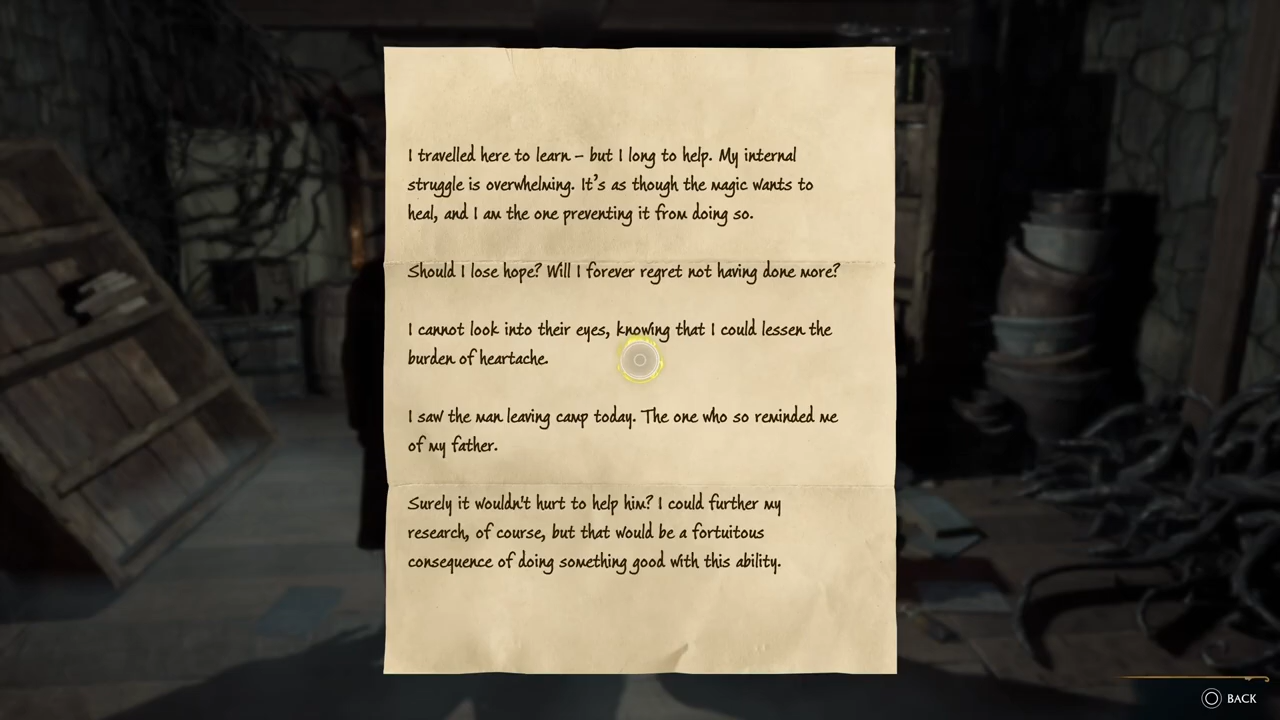 I travelled here to learn – but I long to help. My internal
struggle is overwhelming. It's as though the magic wants to
heal, and I am the one preventing it from doing so.
Should I lose hope? Will I forever regret not having done more?
I cannot look into their eyes, knowing that I could lessen the
burden of heartache.
I saw the man leaving camp today. The one who so reminded me
of my father.
Surely it wouldn't hurt to help him? I could further my
research, of course, but that would be a fortuitous
consequence of doing something good with this ability.
BACK